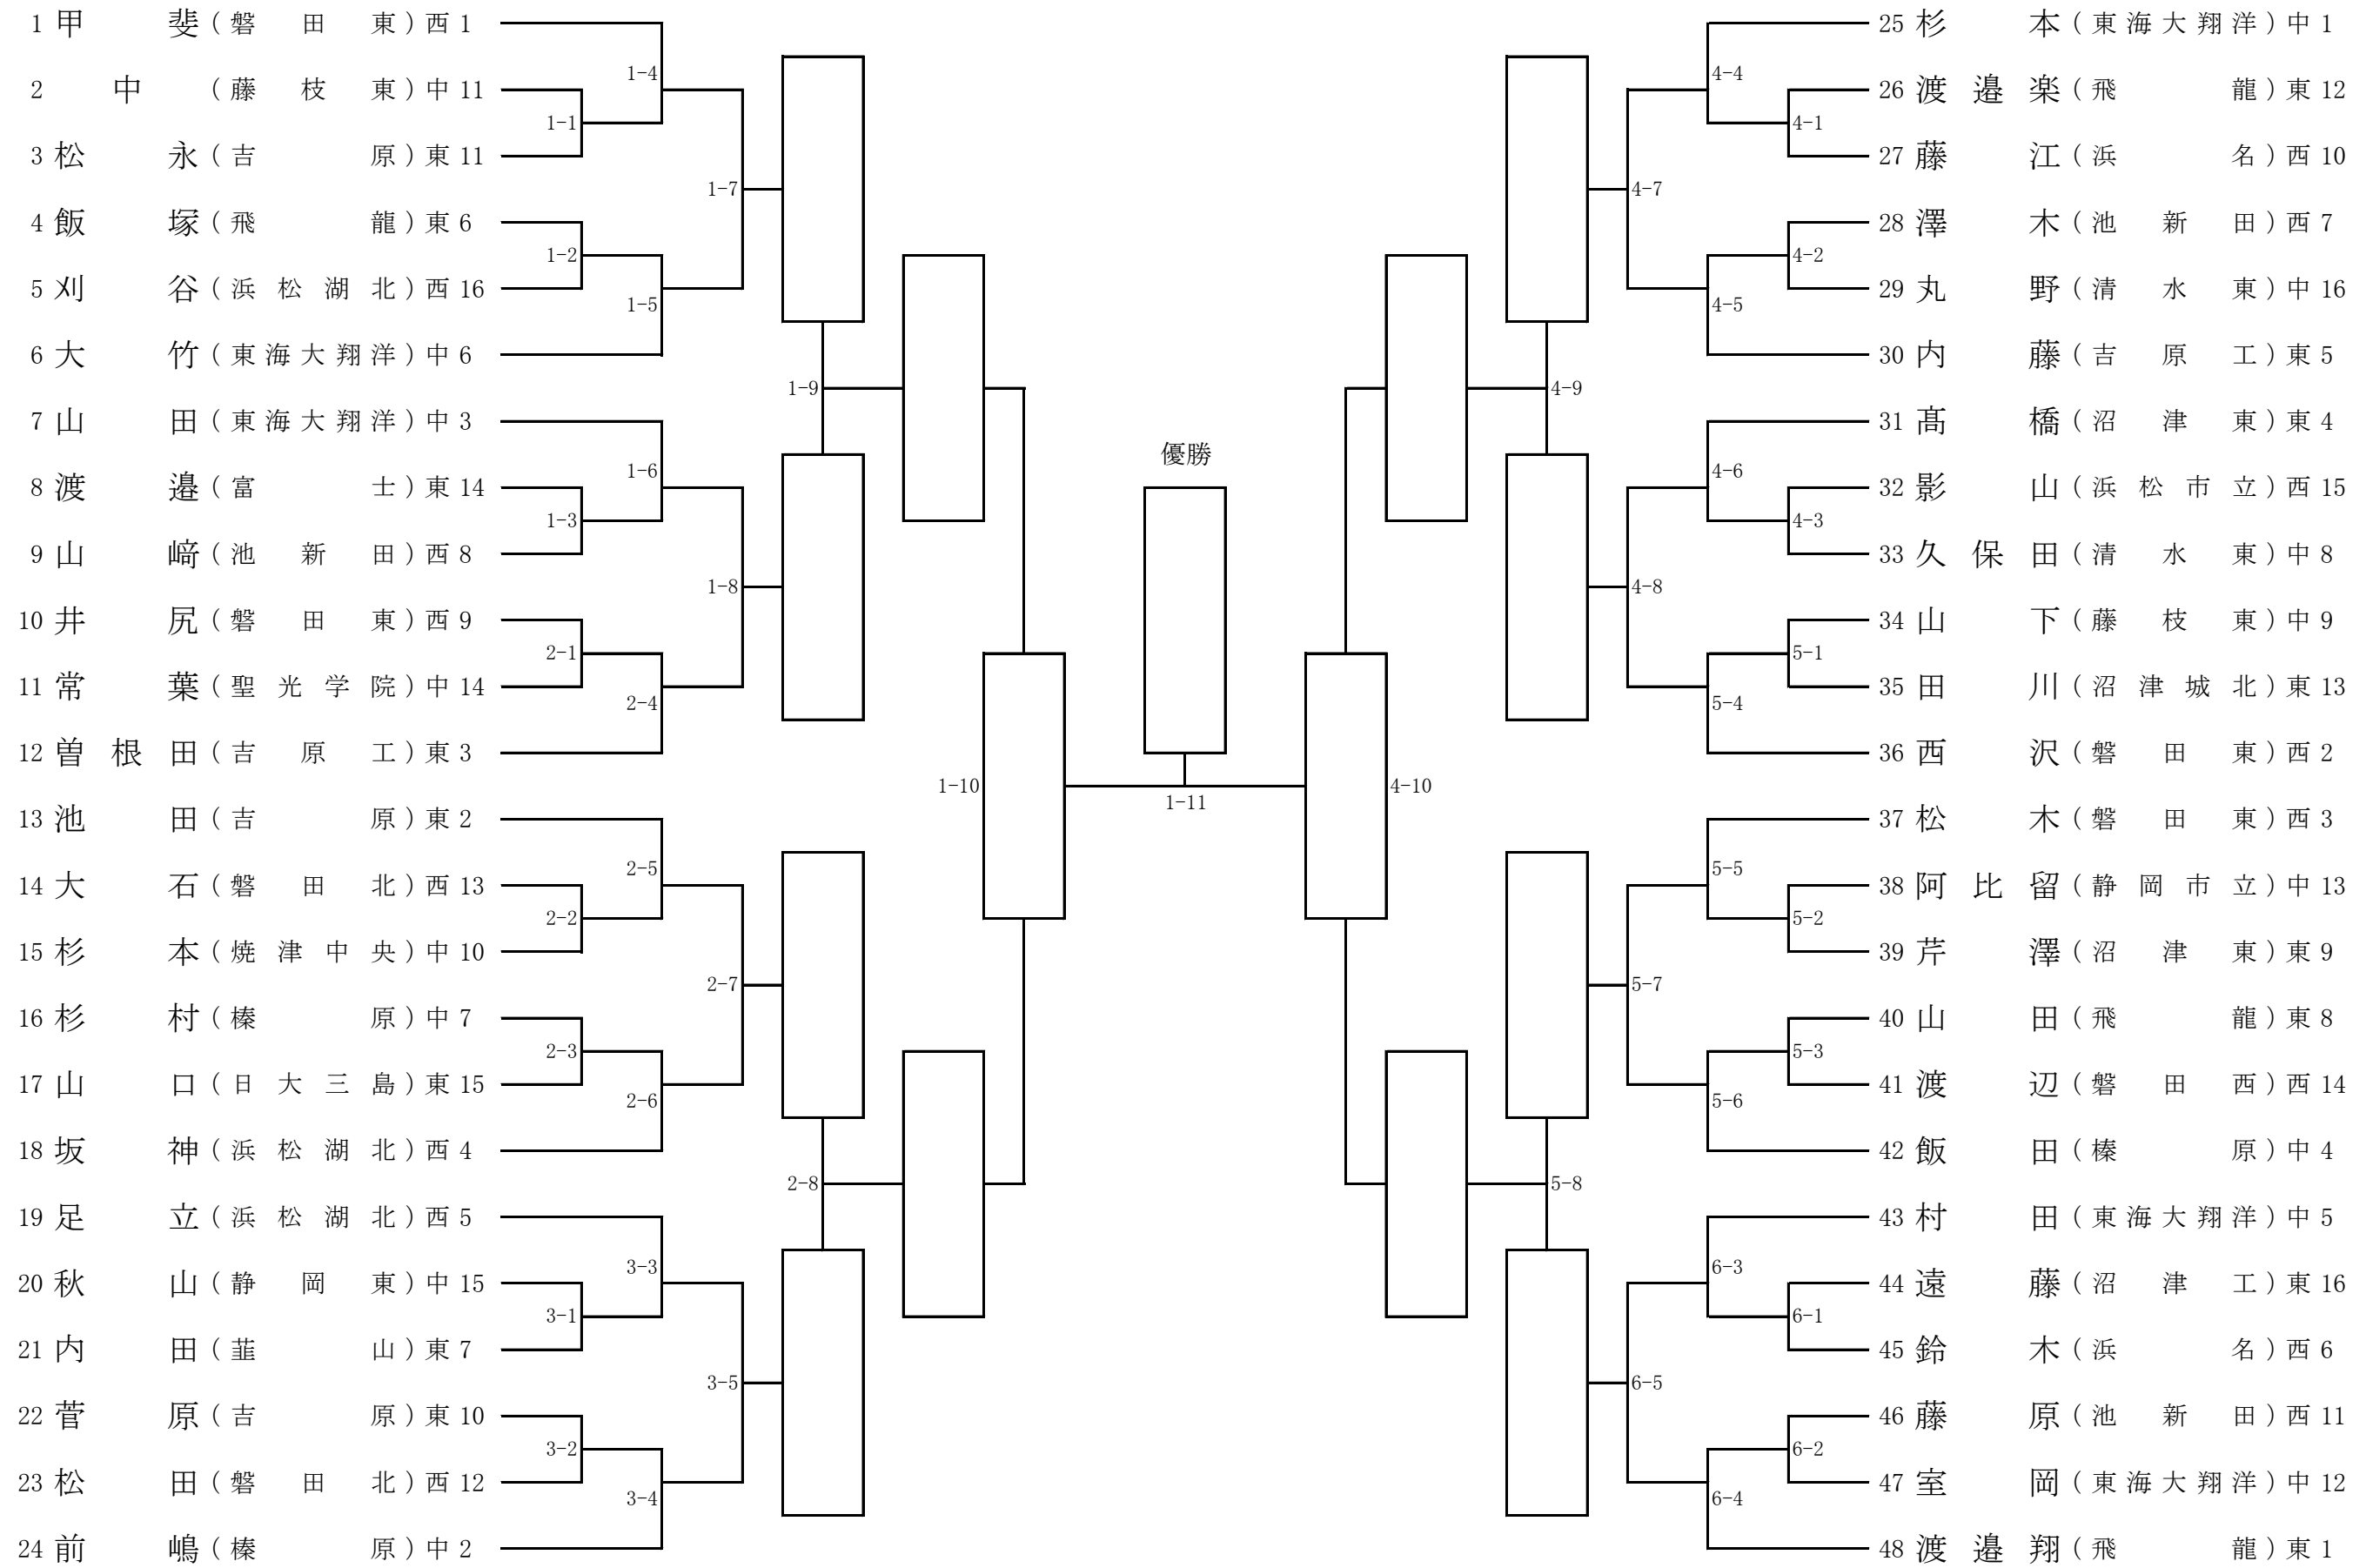 1 甲斐（磐田東）西 1
2 中（藤枝東）中 11
3 松永（吉原）東 11
4 飯塚（飛龍）東 6
5 刈谷（浜松湖北）西 16
6 大竹（東海大翔洋）中 6
7 山田（東海大翔洋）中 3
8 渡邉（富士）東 14
9 山﨑（池新田）西 8
10 井尻（磐田東）西 9
11 常葉（聖光学院）中 14
12 曽根田（吉原工）東 3
13 池田（吉原）東 2
14 大石（磐田北）西 13
15 杉本（焼津中央）中 10
16 杉村（榛原）中 7
17 山口（日大三島）東 15
18 坂神（浜松湖北）西 4
19 足立（浜松湖北）西 5
20 秋山（静岡東）中 15
21 内田（韮山）東 7
22 菅原（吉原）東 10
23 松田（磐田北）西 12
24 前嶋（榛原）中 2
1-4
1-1
1-7
1-2
1-5
1-9
1-6
1-3
1-8
2-1
2-4
1-10
2-5
2-2
2-7
2-3
2-6
2-8
3-3
3-1
3-5
3-2
3-4
優勝
1-11
4-4
4-1
4-7
4-2
4-5
4-9
4-6
4-3
4-8
5-1
5-4
4-10
5-5
5-2
5-7
5-3
5-6
5-8
6-3
6-1
6-5
6-2
6-4
25 杉本（東海大翔洋）中 1
26 渡邉楽（飛龍）東 12
27 藤江（浜名）西 10
28 澤木（池新田）西 7
29 丸野（清水東）中 16
30 内藤（吉原工）東 5
31 髙橋（沼津東）東 4
32 影山（浜松市立）西 15
33 久保田（清水東）中 8
34 山下（藤枝東）中 9
35 田川（沼津城北）東 13
36 西沢（磐田東）西 2
37 松木（磐田東）西 3
38 阿比留（静岡市立）中 13
39 芹澤（沼津東）東 9
40 山田（飛龍）東 8
41 渡辺（磐田西）西 14
42 飯田（榛原）中 4
43 村田（東海大翔洋）中 5
44 遠藤（沼津工）東 16
45 鈴木（浜名）西 6
46 藤原（池新田）西 11
47 室岡（東海大翔洋）中 12
48 渡邉翔（飛龍）東 1